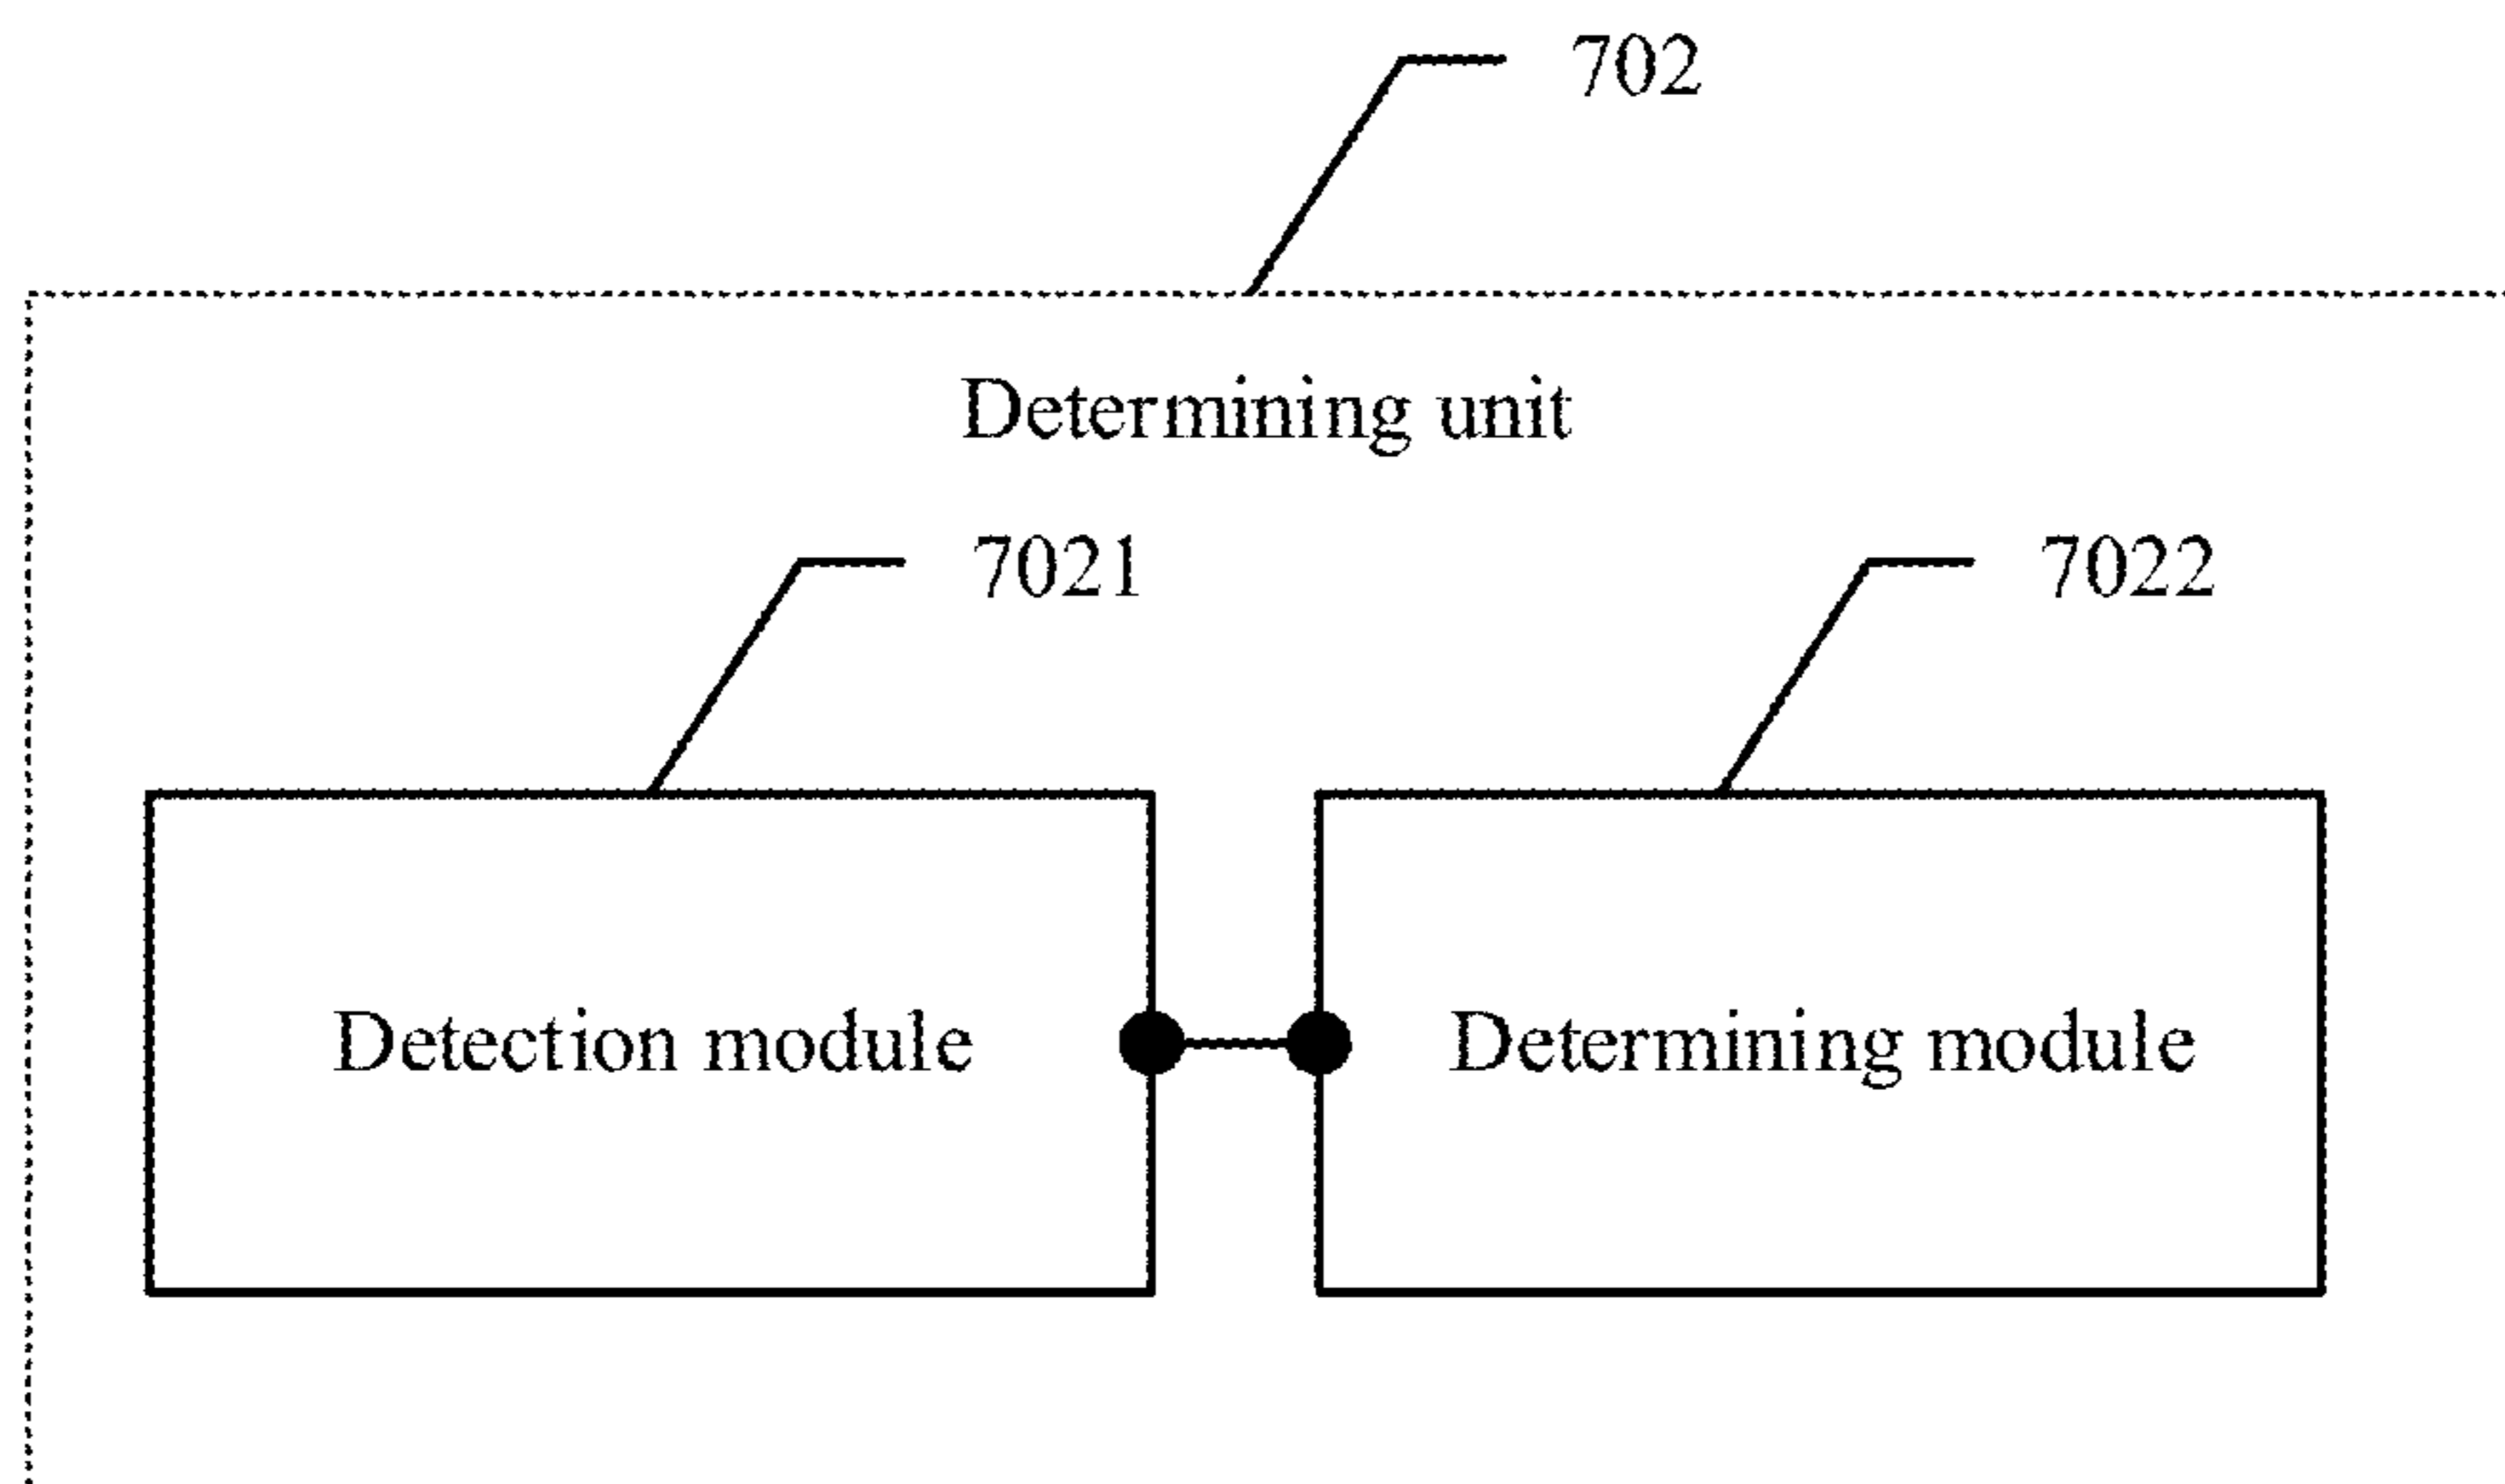 702
Determining unit
7021
7022
Detection module
Determining module